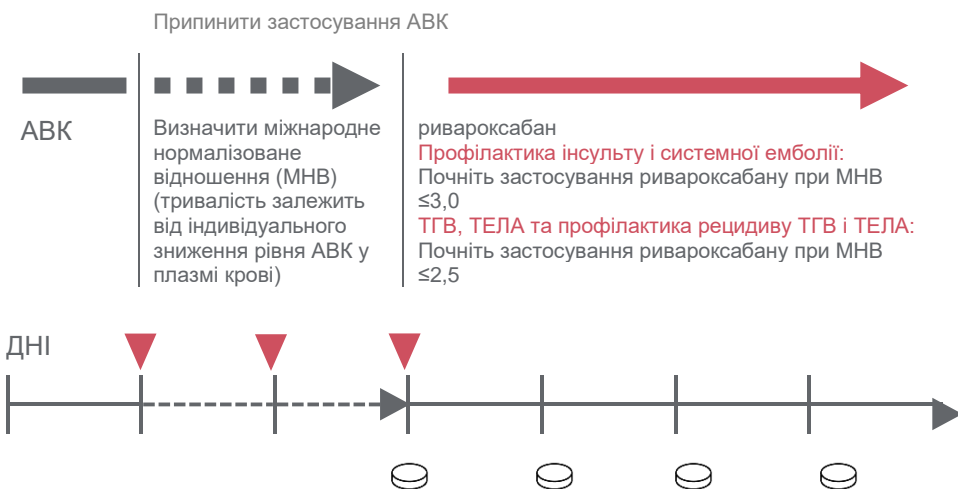 Припинити застосування АВК
АВК
Визначити міжнародне
нормалізоване
відношення (МНВ)
(тривалість залежить
від індивідуального
зниження рівня АВК у
плазмі крові)
ривароксабан
Профілактика інсульту і системної емболії:
Почніть застосування ривароксабану при МНВ
≤3,0
ТГВ, ТЕЛА та профілактика рецидиву ТГВ і ТЕЛА:
Почніть застосування ривароксабану при МНВ
≤2,5
ДНІ